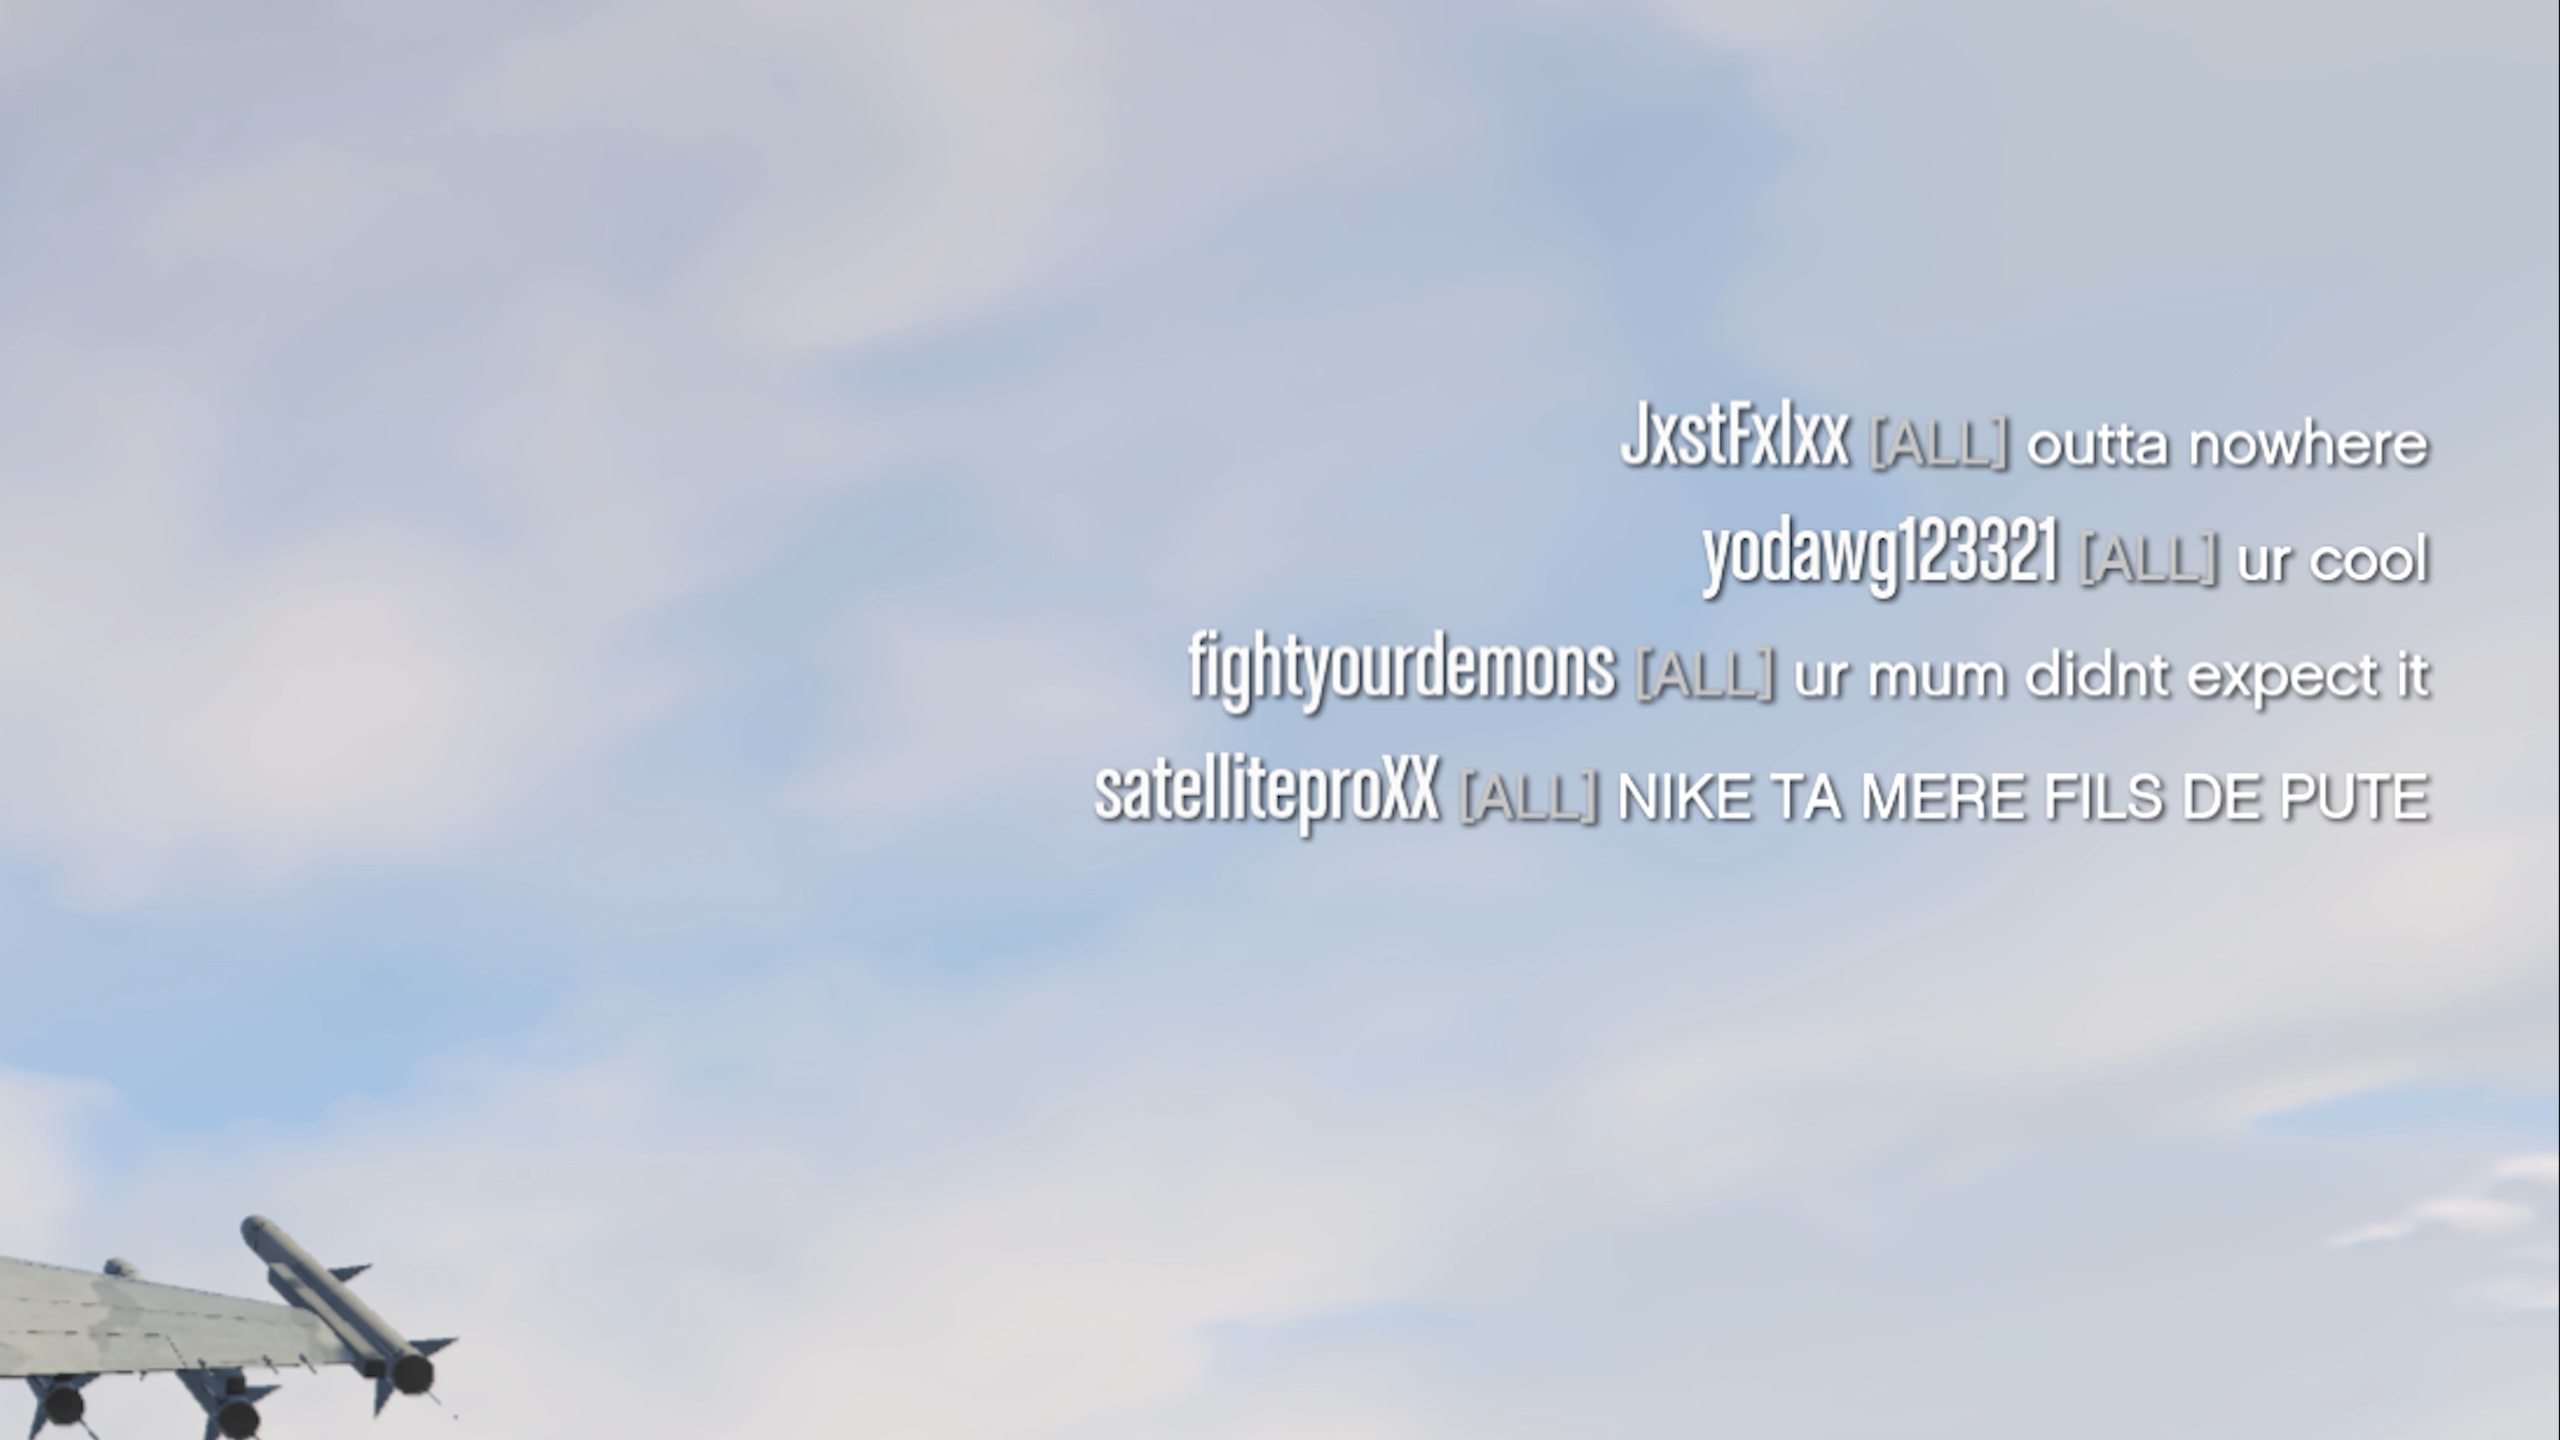 JxstFxlxx [ALL] outta nowhere
yodawg123321 [ALL] ur cool
fightyourdemons [ALL] ur mum didnt expect it
satelliteproXX [ALL] NIKE TA MERE FILS DE PUTE